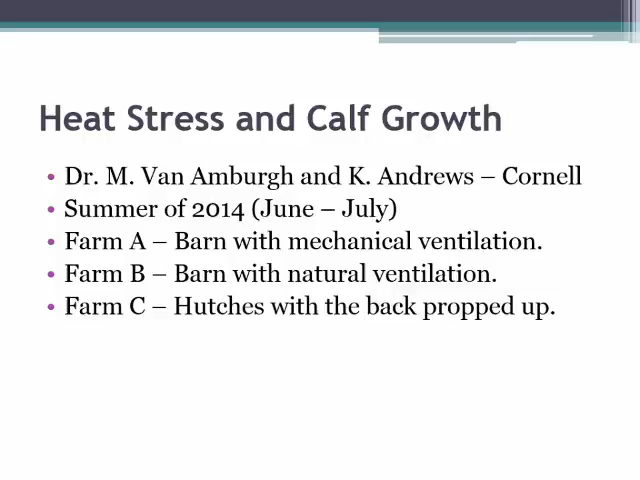 Heat Stress and Calf Growth
• Dr. M. Van Amburgh and K. Andrews – Cornell
• Summer of 2014 (June – July)
• Farm A – Barn with mechanical ventilation.
• Farm B – Barn with natural ventilation.
• Farm C – Hutches with the back propped up.